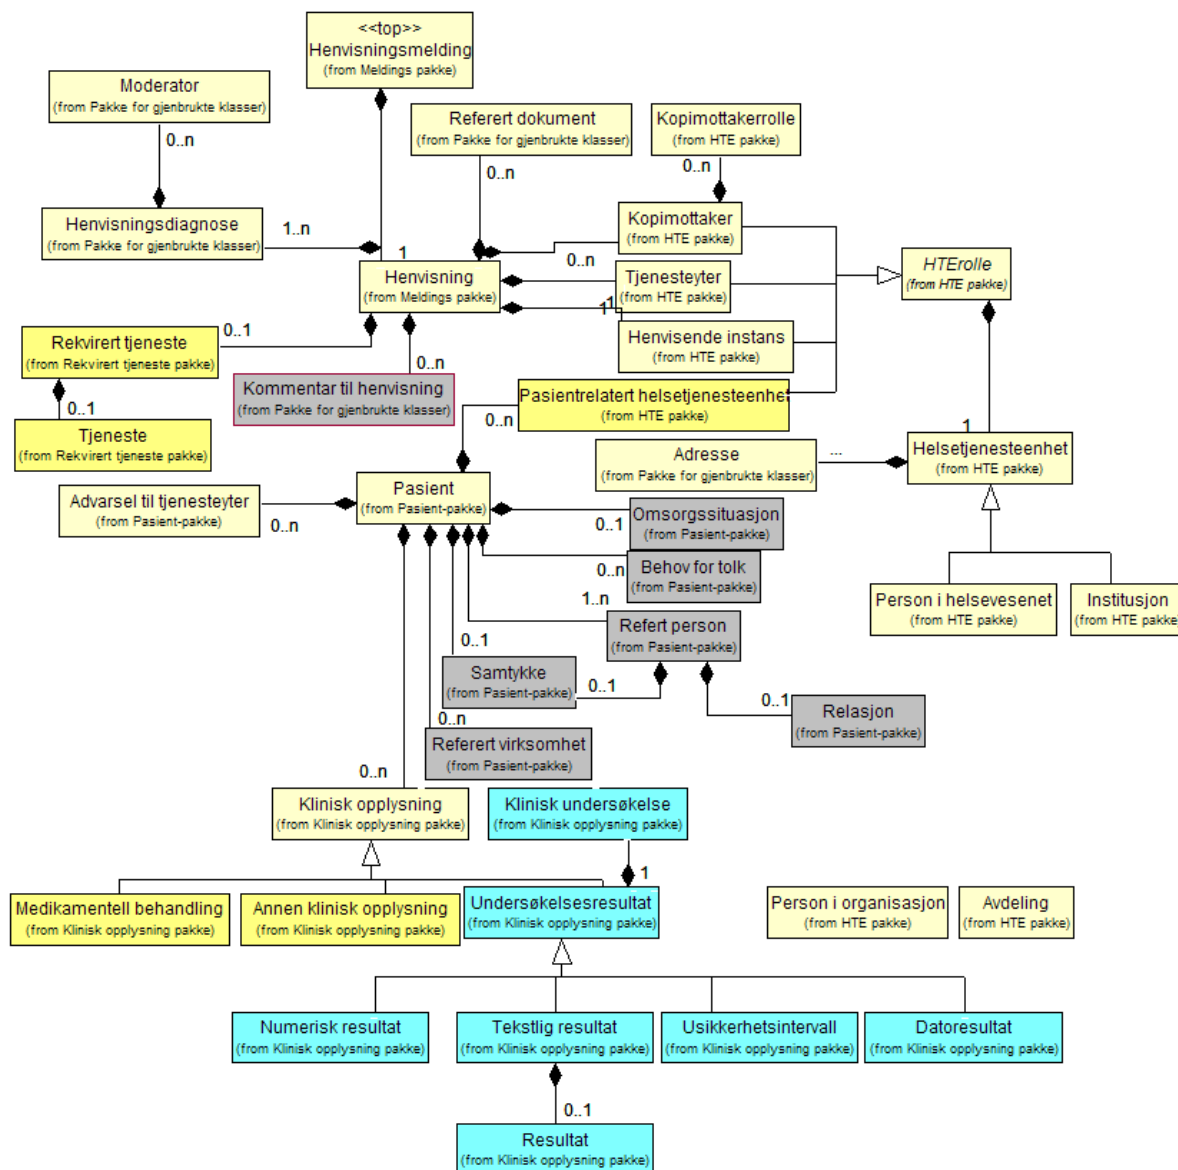 <<top>>
Henvisningsmelding
(from Meldings pakke)
Moderator
(from Pakke for gjenbrukte klasser)
0..n
Referert dokument
(from Pakke for gjenbrukte klasser)
0..n
Kopimottakerrolle
(from HTE pakke)
0..n
Henvisningsdiagnose
(from Pakke for gjenbrukte klasser)
1..n
1
Kopimottaker
(from HTE pakke)
0..n
Henvisning
(from Meldings pakke)
Tjenesteyter
(from HTE pakke)
1
1
HTErolle
(from HTE pakke)
Henvisende instans
(from HTE pakke)
Rekvirert tjeneste
(from Rekvirert tjeneste pakke)
0..1
0..n
Kommentar til henvisning
(from Pakke for gjenbrukte klasser)
Pasientrelatert helsetjenesteenhet
(from HTE pakke)
0..n
0..1
Tjeneste
(from Rekvirert tjeneste pakke)
1
Adresse
(from Pakke for gjenbrukte klasser)
...
Helsetjenesteenhet
(from HTE pakke)
Advarsel til tjenesteyter
(from Pasient-pakke)
0..n
Pasient
(from Pasient-pakke)
Omsorgssituasjon
(from Pasient-pakke)
0..1
Behov for tolk
(from Pasient-pakke)
0..n
1..n
Person i helsevesenet
(from HTE pakke)
Institusjon
(from HTE pakke)
Refert person
(from Pasient-pakke)
0..1
Samtykke
(from Pasient-pakke)
0..1
0..1
Relasjon
(from Pasient-pakke)
0..n
Referert virksomhet
(from Pasient-pakke)
0..n
Klinisk opplysning
(from Klinisk opplysning pakke)
Klinisk undersøkelse
(from Klinisk opplysning pakke)
1
Medikamentell behandling
(from Klinisk opplysning pakke)
Annen klinisk opplysning
(from Klinisk opplysning pakke)
Undersøkelsesresultat
(from Klinisk opplysning pakke)
Person i organisasjon
(from HTE pakke)
Avdeling
(from HTE pakke)
Numerisk resultat
(from Klinisk opplysning pakke)
Tekstlig resultat
(from Klinisk opplysning pakke)
Usikkerhetsintervall
(from Klinisk opplysning pakke)
Datoresultat
(from Klinisk opplysning pakke)
0..1
Resultat
(from Klinisk opplysning pakke)